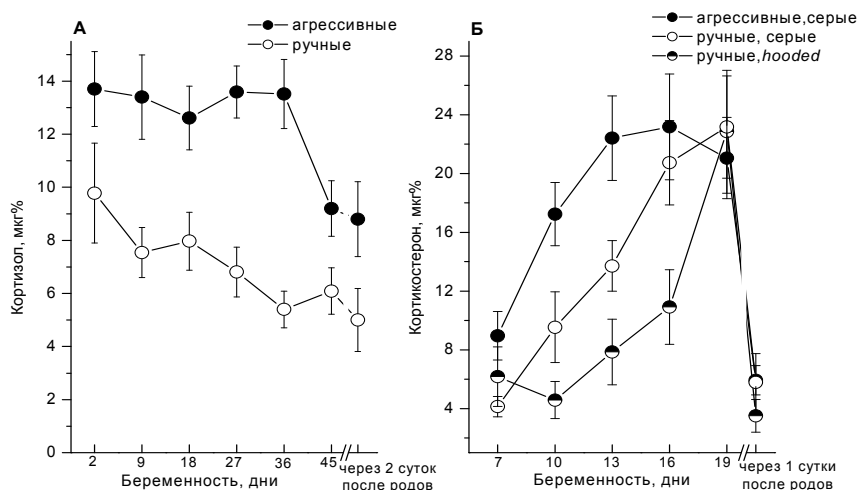 А
агрессивные
ручные
Кортизол, мкг%
14
12
10
8
6
4
2
0
2 9 18 27 36 45
через 2 суток
после родов
Беременность, дни
Б
агрессивные,серые
ручные, серые
ручные,hooded
Кортикостерон, мкг%
28
24
20
16
12
8
4
7 10 13 16 19
через 1 сутки
после родов
Беременность, дни